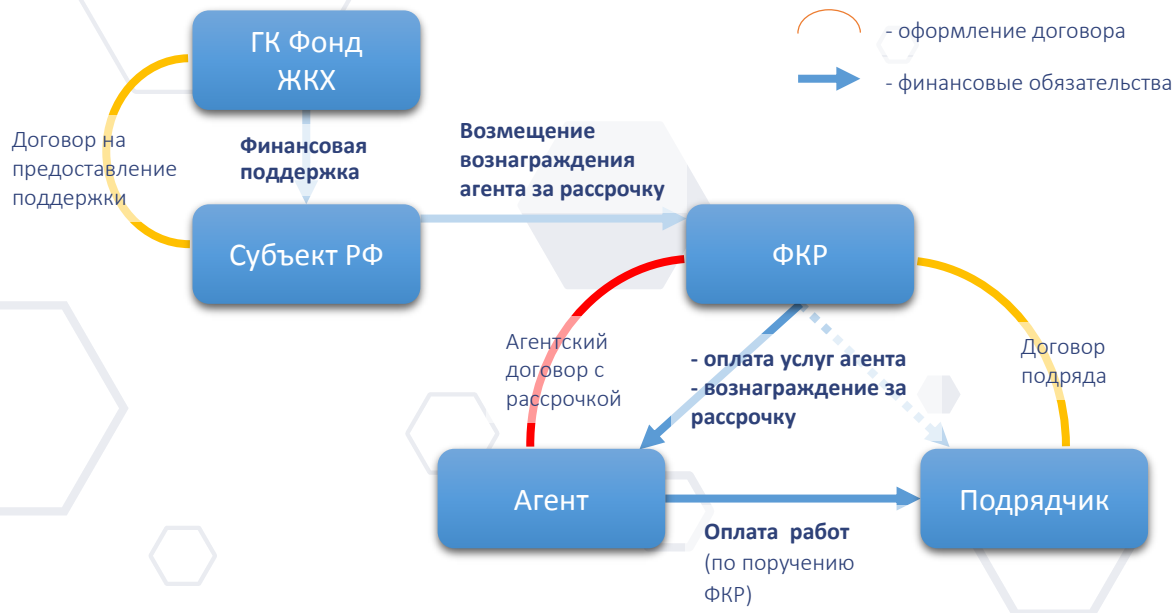 ГК Фонд
ЖКХ
- оформление договора
- финансовые обязательства
Договор на
предоставление
поддержки
Финансовая
поддержка
Возмещение
вознаграждения
агента за рассрочку
Субъект РФ
ФКР
Агентский
договор с
рассрочкой
- оплата услуг агента
- вознаграждение за
рассрочку
Договор
подряда
Агент
Подрядчик
Оплата работ
(по поручению
ФКР)